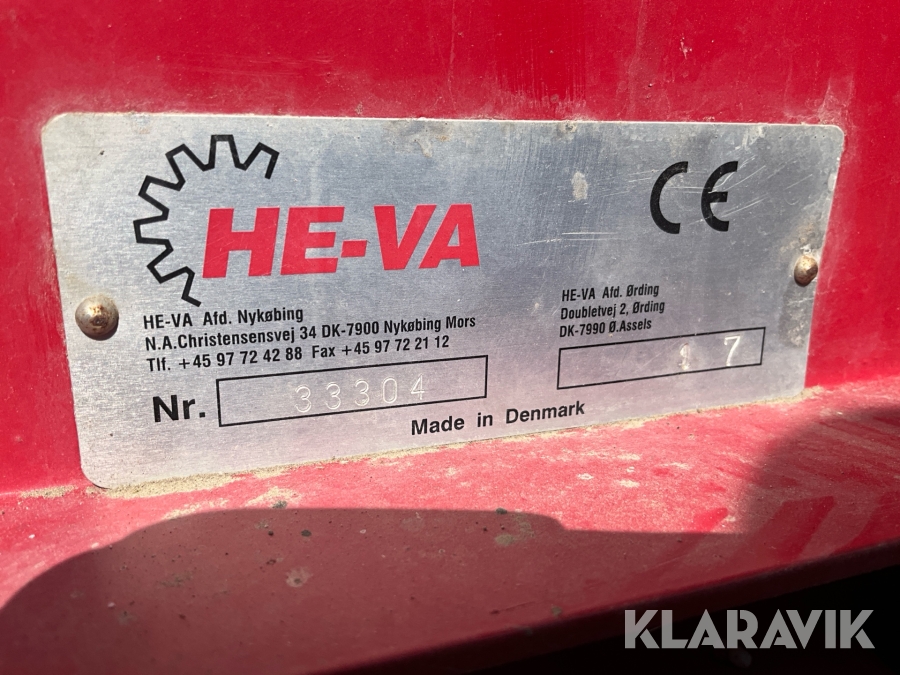 HE-VA
CE
HE-VA Afd. Nykøbing
N.A.Christensensvej 34 DK-7900 Nykøbing Mors
Tlf. +45 97 72 42 88 Fax +45 97 72 21 12
HE-VA Afd. Ørding
Doubletvej 2, Ørding
DK-7990 Ø.Assels
Nr. 33304
7
Made in Denmark
KLARAVIK